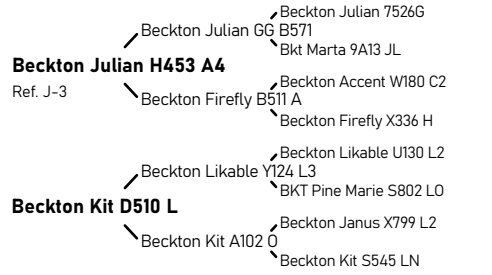 Beckton Julian 7526G
Beckton Julian GG B571
Bkt Marta 9A13 JL
Beckton Julian H453 A4
Ref. J-3
Beckton Accent W180 C2
Beckton Firefly B511 A
Beckton Firefly X336 H
Beckton Likable U130 L2
Beckton Likable Y124 L3
BKT Pine Marie S802 LO
Beckton Kit D510 L
Beckton Janus X799 L2
Beckton Kit A102 O
Beckton Kit S545 LN